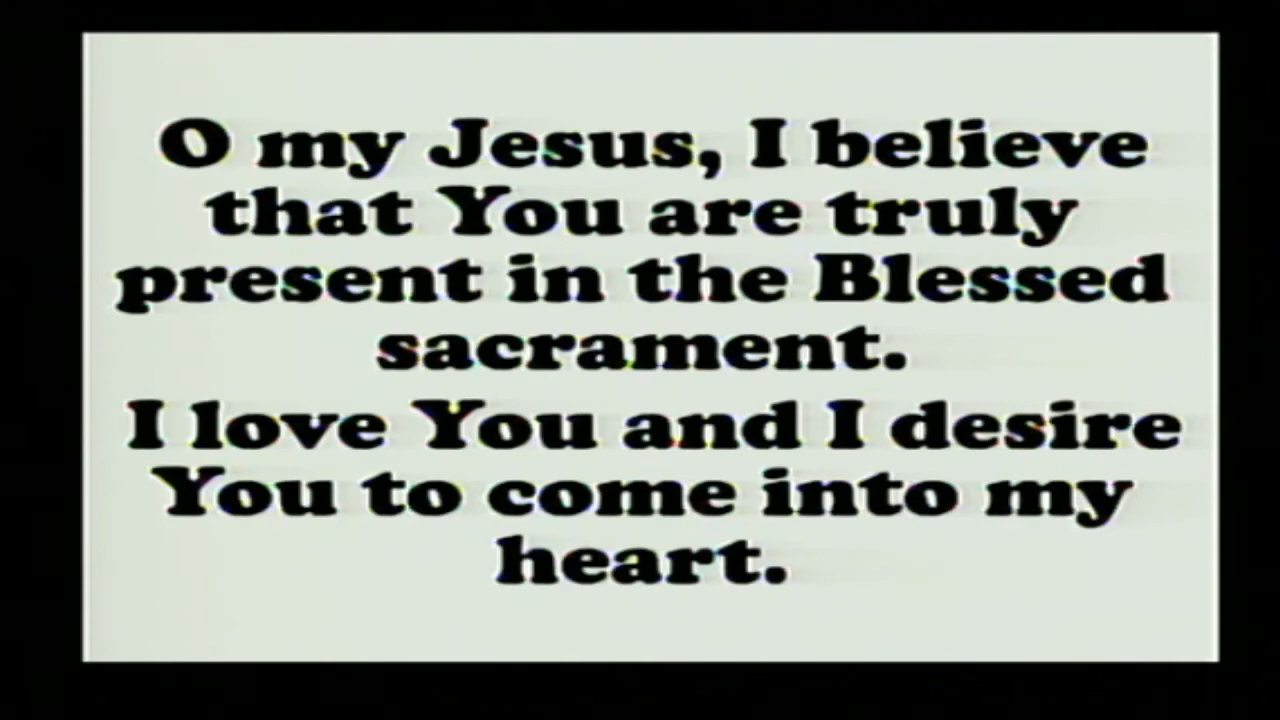 O my Jesus, I believe
that You are truly
present in the Blessed
sacrament.
I love You and I desire
You to come into my
heart.